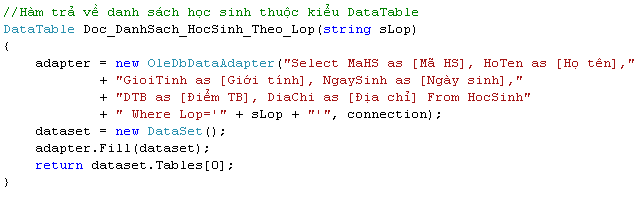 //Hàm trả về danh sách học sinh thuộc kiểu DataTable
DataTable Doc_DanhSach_HocSinh_Theo_Lop(string sLop)
{
adapter = new OleDbDataAdapter("Select MaHS as [Mã HS], HoTen as [Họ tên],"
+ "GioiTinh as [Giới tính], NgaySinh as [Ngày sinh],"
+ "DTB as [Điểm TB], DiaChi as [Địa chỉ] From HocSinh"
+ " Where Lop='" + sLop + "'", connection);
dataset = new DataSet();
adapter.Fill(dataset);
return dataset.Tables[0];
}